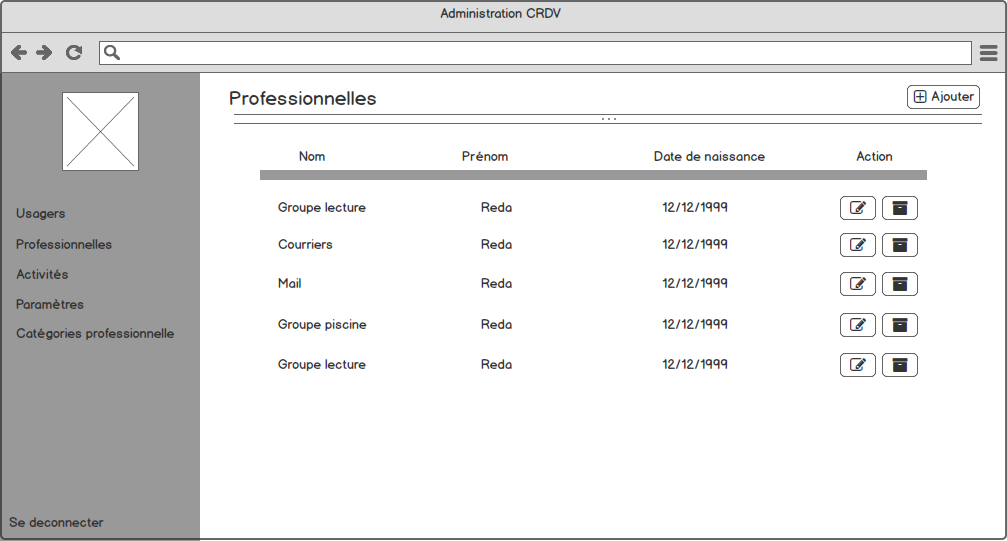 Administration CRDV
Professionnelles
Ajouter
...
Nom Prénom Date de naissance Action
Groupe lecture Reda 12/12/1999
Courriers Reda 12/12/1999
Mail Reda 12/12/1999
Groupe piscine Reda 12/12/1999
Groupe lecture Reda 12/12/1999
Usagers
Professionnelles
Activités
Paramètres
Catégories professionnelle
Se deconnecter